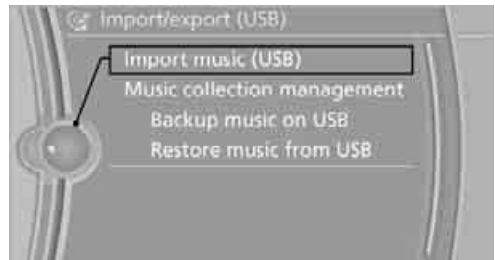 Import/export (USB)
Import music (USB)
Music collection management
Backup music on USB
Restore music from USB